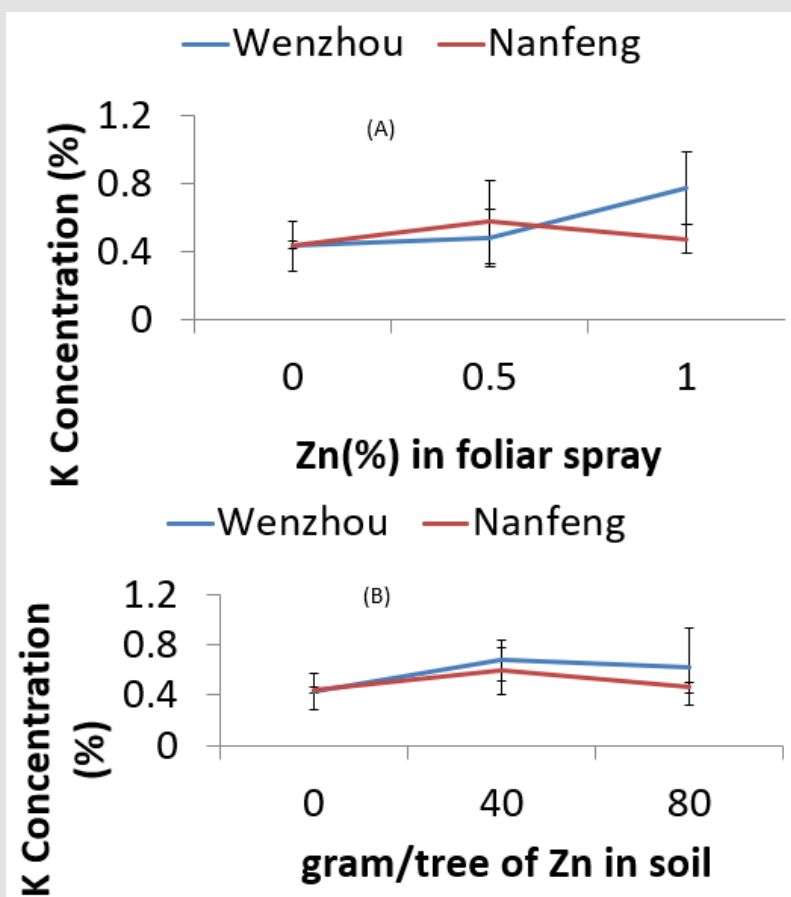 Wenzhou Nanfeng
K Concentration (%)
(A)
1.2
0.8
0.4
0
0 0.5 1
Zn(%) in foliar spray
Wenzhou Nanfeng
K Concentration
(%)
(B)
1.2
0.8
0.4
0
0 40 80
gram/tree of Zn in soil